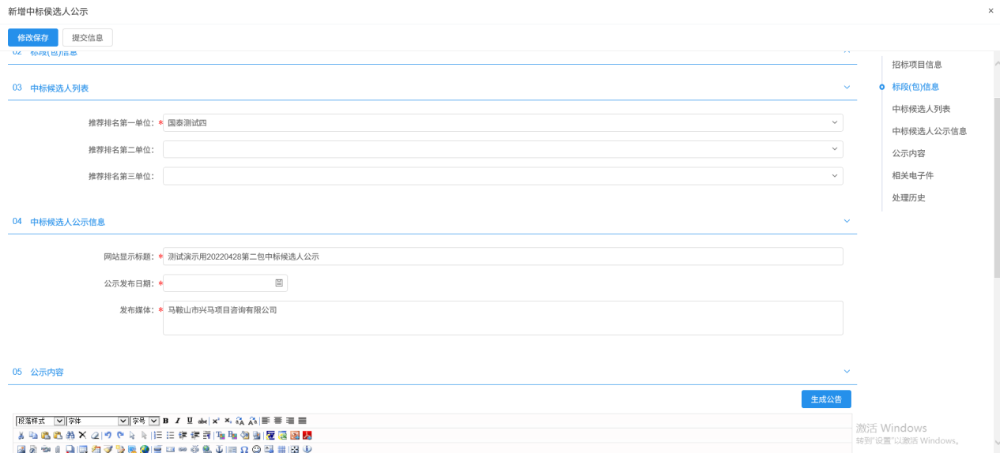 新增中标侯选人公示
×
修改保存 提交信息
02 标段(包)信息
03 中标候选人列表
推荐排名第一单位: * 国泰测试四
推荐排名第二单位:
推荐排名第三单位:
04 中标候选人公示信息
网站显示标题: * 测试演示用20220428第二包中标候选人公示
公示发布日期: *
发布媒体: * 马鞍山市兴马项目咨询有限公司
05 公示内容
生成公告
段落样式 字体 字号 B I U abc
招标项目信息
标段(包)信息
中标候选人列表
中标候选人公示信息
公示内容
相关电子件
处理历史
激活 Windows
转到"设置"以激活 Windows。